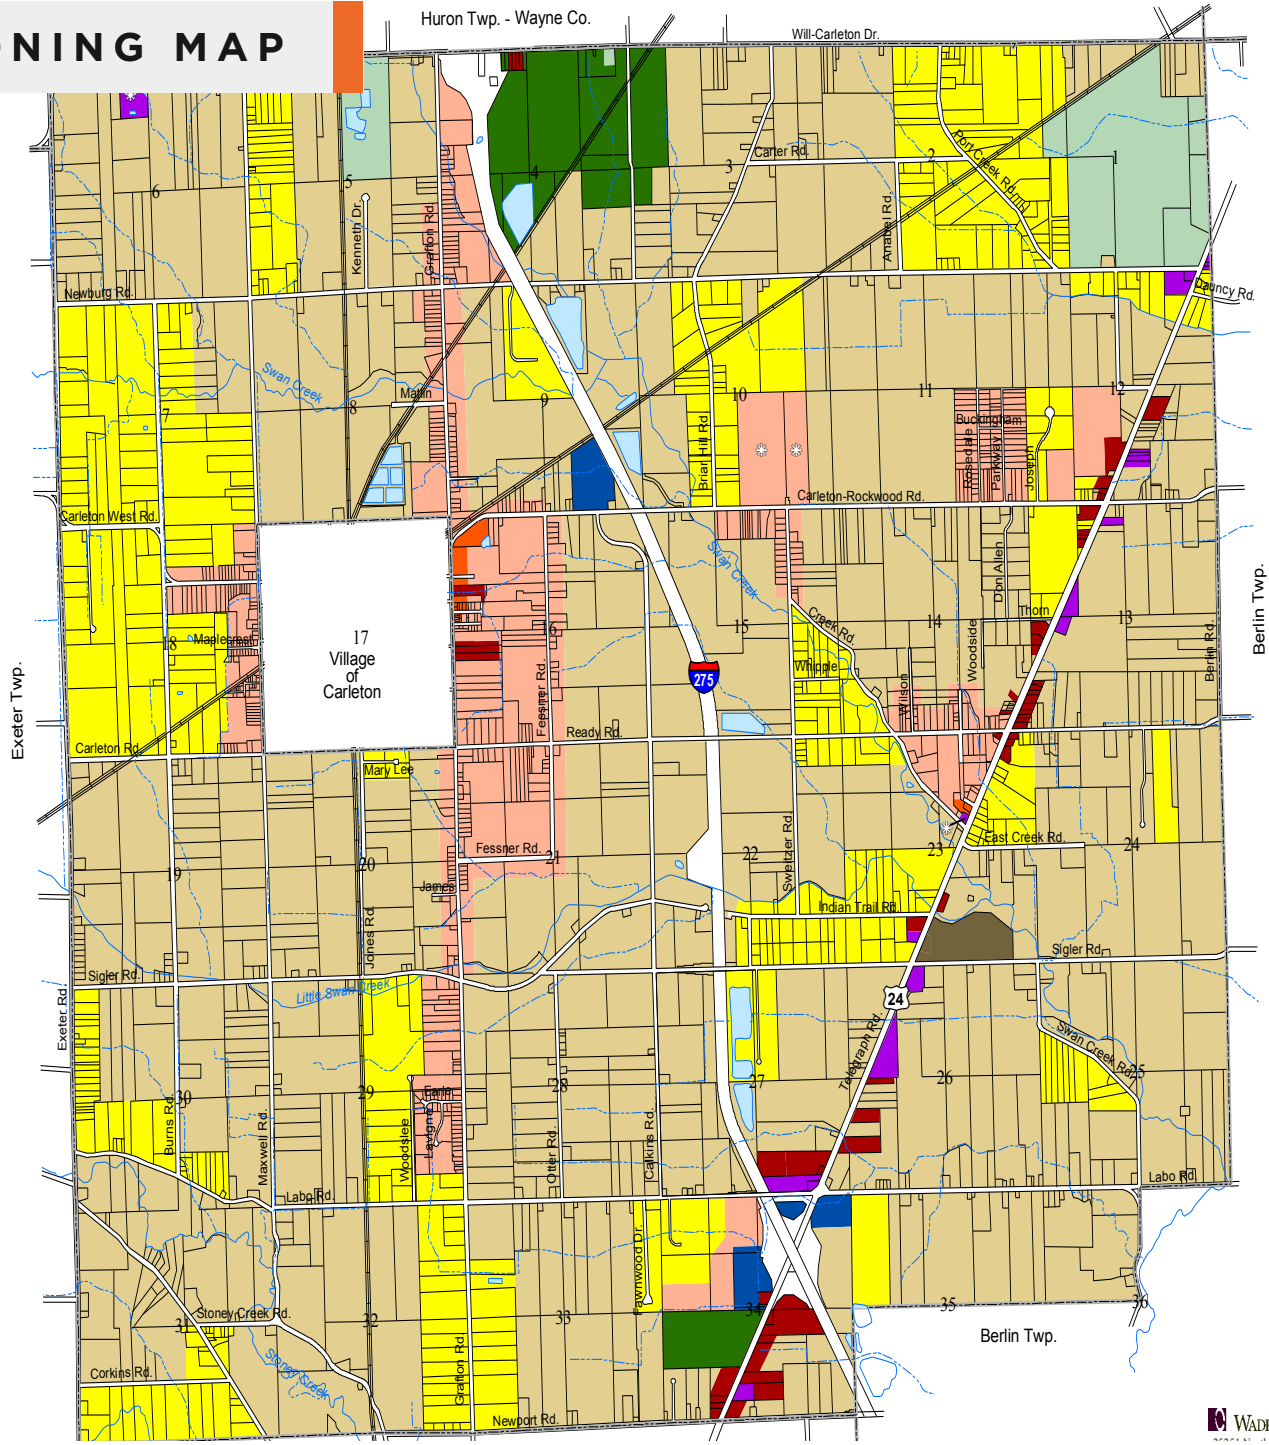 ONING MAP
Huron Twp. - Wayne Co.
Will-Carleton Dr.
Carter Rd.
Port Creek Rd.
Kenneth Dr.
Grafton Rd.
Anabel Rd.
6
5
4
3
2
1
Newburg Rd.
Dauncy Rd.
Swan Creek
Matlin
7
8
9
10
11
12
Briar Hill Rd
Buckingham
Rosedale
Parkway
Joseph
Carleton-Rockwood Rd.
Carleton West Rd.
Swan Creek
Don Allen
Thorn
Creek Rd
Whipple
Wilson
Woodside
Berlin Rd.
Berlin Twp.
Exeter Twp.
18
Maplecrest
17
Village
of
Carleton
16
15
14
13
275
Fessner Rd.
Ready Rd.
Carleton Rd.
Mary Lee
Fessner Rd.
Sweitzer Rd.
East Creek Rd.
19
20
21
22
23
24
James
Jones Rd.
Indian Trail Rd.
Sigler Rd.
Sigler Rd.
Little Swan Creek
Exeter Rd
24
Telegraph Rd.
Swan Creek Rd.
30
29
28
27
26
25
Burns Rd.
Maxwell Rd.
Woodslee
Lavigne
Earle
Otter Rd.
Calkins Rd.
Labo Rd.
Labo Rd.
Fawnwood Dr.
Stoney Creek Rd.
31
32
33
34
35
36
Stoney Creek
Corkins Rd.
Grafton Rd
Newport Rd.
Berlin Twp.